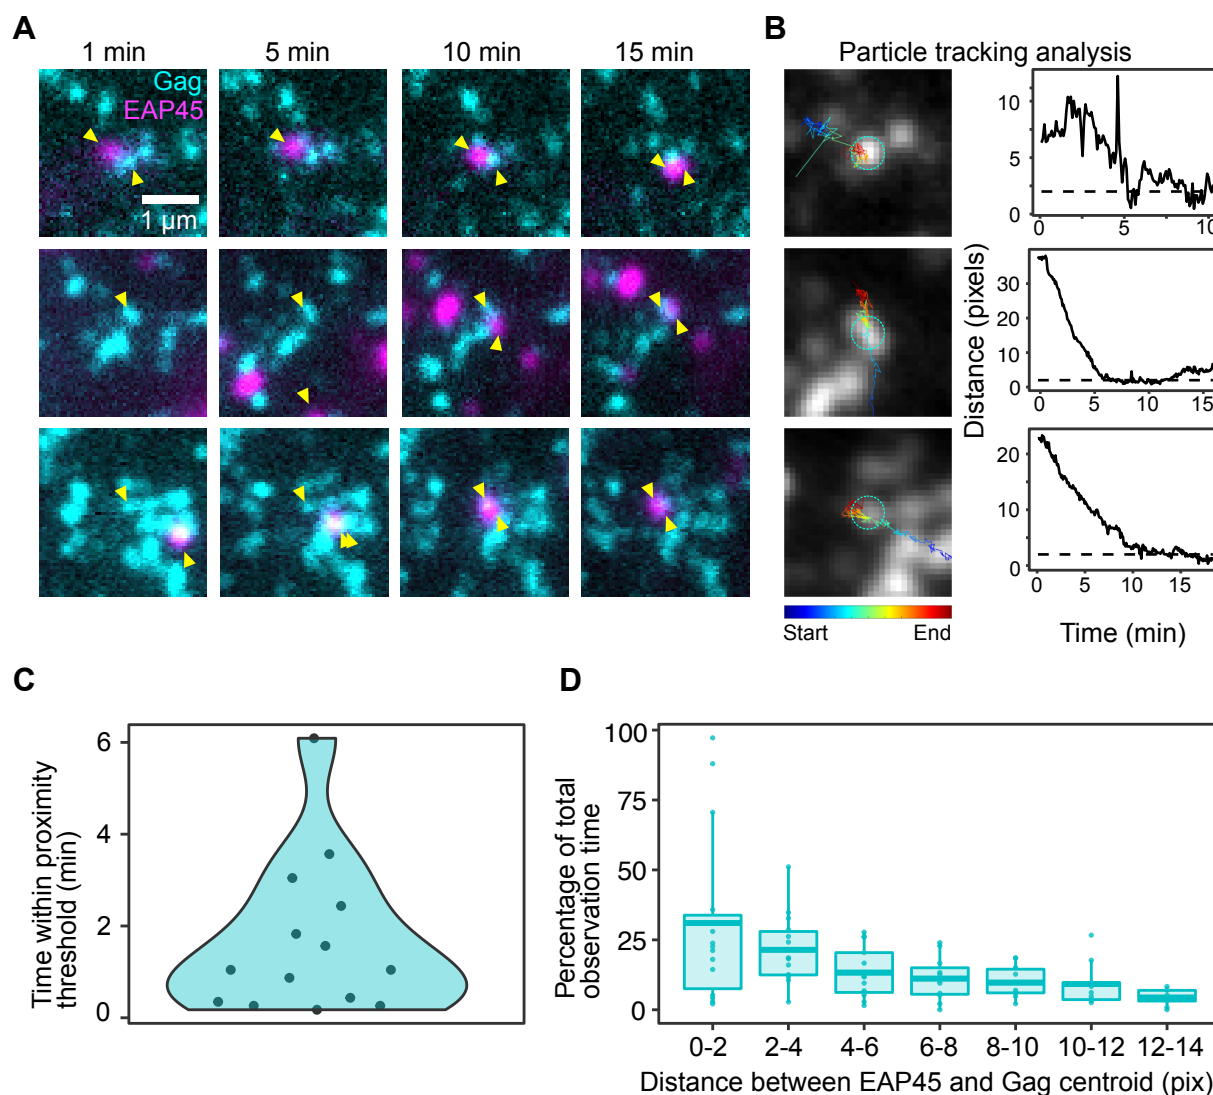 A
B
1 min
5 min
10 min
15 min
Particle tracking analysis
Gag
EAP45
1 µm
10
5
0
0
5
10
30
20
10
0
0
5
10
15
20
10
0
0
5
10
15
Distance (pixels)
Start
End
Time (min)
C
D
Time within proximity
threshold (min)
6
4
2
0
Percentage of total
observation time
100
75
50
25
0
0-2
2-4
4-6
6-8
8-10
10-12
12-14
Distance between EAP45 and Gag centroid (pix)